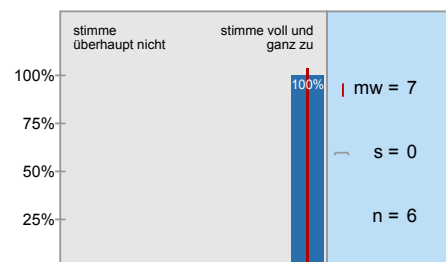 stimme
überhaupt nicht
stimme voll und
ganz zu
100%
75%
50%
25%
100%
mw = 7
s = 0
n = 6